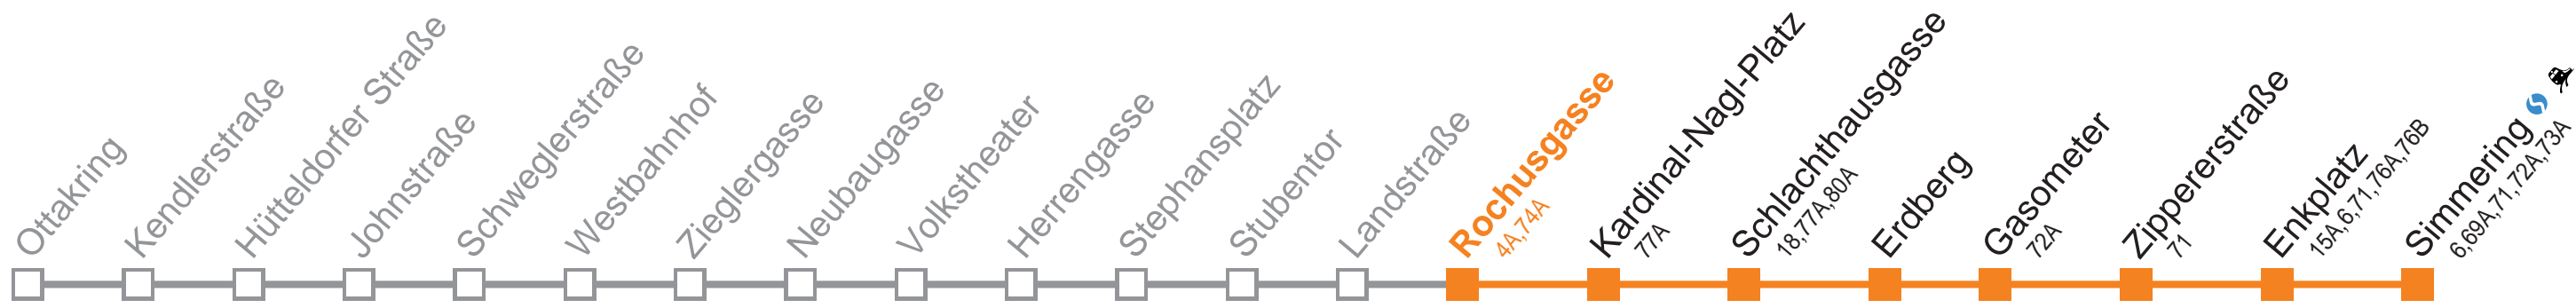 Ottakring
Kendlerstraße
Hütteldorfer Straße
Johnstraße
Schweglerstraße
Westbahnhof
Zieglergasse
Neubaugasse
Volkstheater
Herrengasse
Stephansplatz
Stubentor
Landstraße
Rochusgasse
4A,74A
Kardinal-Nagl-Platz
77A
Schlachthausgasse
18,77A,80A
Erdberg
Gasometer
72A
Zippererstraße
71
Enkplatz
15A,6,71,76A,76B
Simmering
6,69A,71,72A,73A